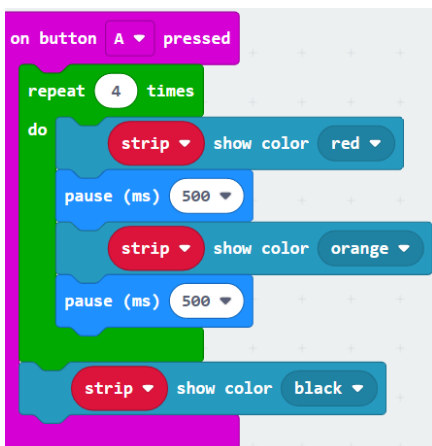 on button A pressed
repeat 4 times
do
strip show color red
pause (ms) 500
strip show color orange
pause (ms) 500
strip show color black